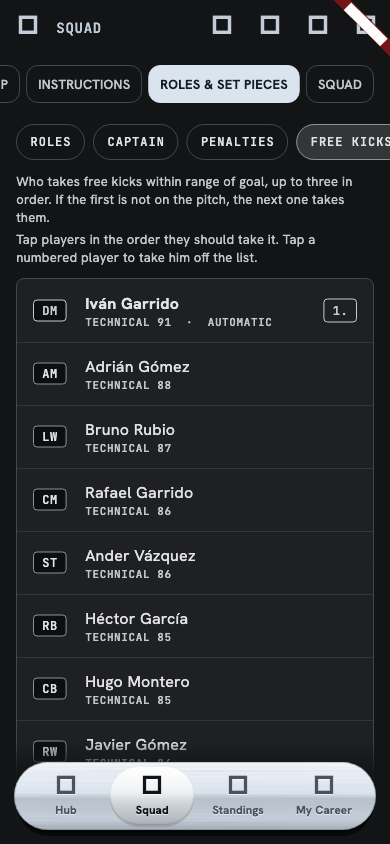 SQUAD
P
INSTRUCTIONS
ROLES & SET PIECES
SQUAD
ROLES
CAPTAIN
PENALTIES
FREE KICKS
Who takes free kicks within range of goal, up to three in
order. If the first is not on the pitch, the next one takes
them.
Tap players in the order they should take it. Tap a
numbered player to take him off the list.
DM
Iván Garrido
1.
TECHNICAL 91 · AUTOMATIC
AM
Adrián Gómez
TECHNICAL 88
LW
Bruno Rubio
TECHNICAL 87
CM
Rafael Garrido
TECHNICAL 86
ST
Ander Vázquez
TECHNICAL 86
RB
Héctor García
TECHNICAL 85
CB
Hugo Montero
TECHNICAL 85
RW
Javier Gómez
Hub
Squad
Standings
My Career